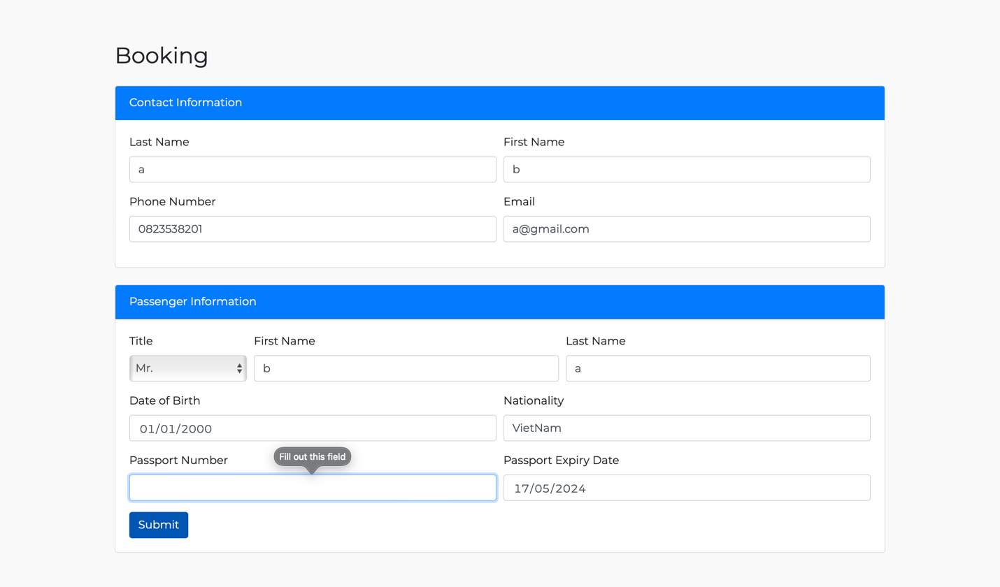 Booking
Contact Information
Last Name First Name
a b
Phone Number Email
0823538201 a@gmail.com
Passenger Information
Title First Name Last Name
Mr. b a
Date of Birth Nationality
01/01/2000 VietNam
Passport Number Fill out this field Passport Expiry Date
17/05/2024
Submit